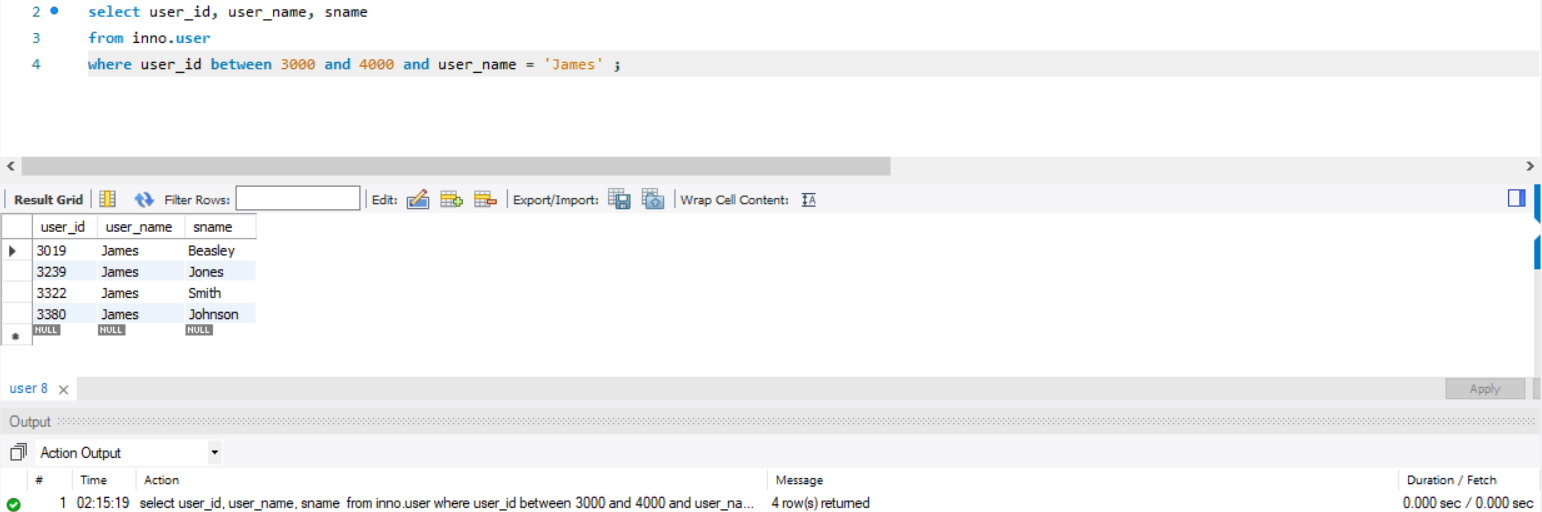 2 select user_id, user_name, sname
3 from inno.user
4 where user_id between 3000 and 4000 and user_name = 'James' ;
Result Grid Filter Rows: Edit: Export/Import: Wrap Cell Content: IA
user_id user_name sname
3019 James Beasley
3239 James Jones
3322 James Smith
3380 James Johnson
NULL NULL NULL
user 8 Apply
Output
Action Output
# Time Action Message Duration / Fetch
1 02:15:19 select user_id, user_name, sname from inno.user where user_id between 3000 and 4000 and user_na... 4 row(s) returned 0.000 sec / 0.000 sec